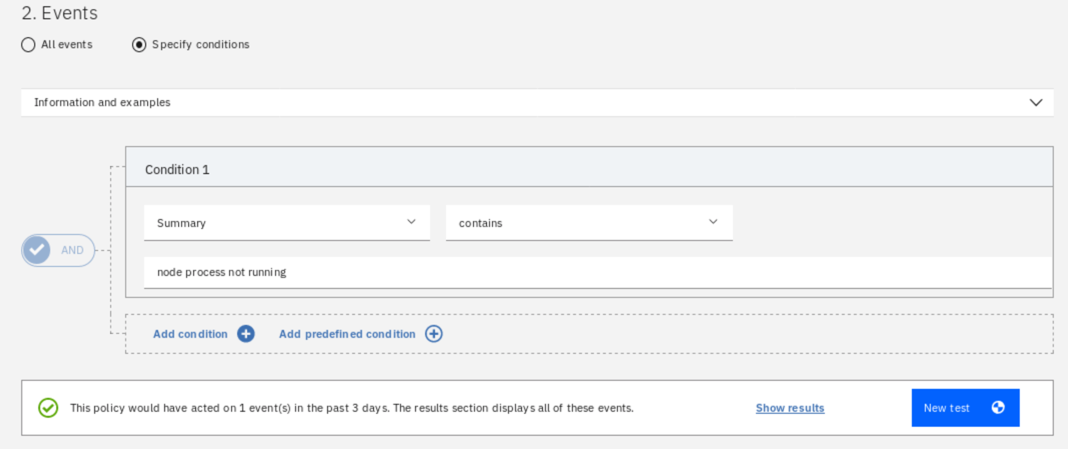 2. Events
All events Specify conditions
Information and examples
Condition 1
Summary contains
AND
node process not running
Add condition Add predefined condition
This policy would have acted on 1 event(s) in the past 3 days. The results section displays all of these events. Show results New test